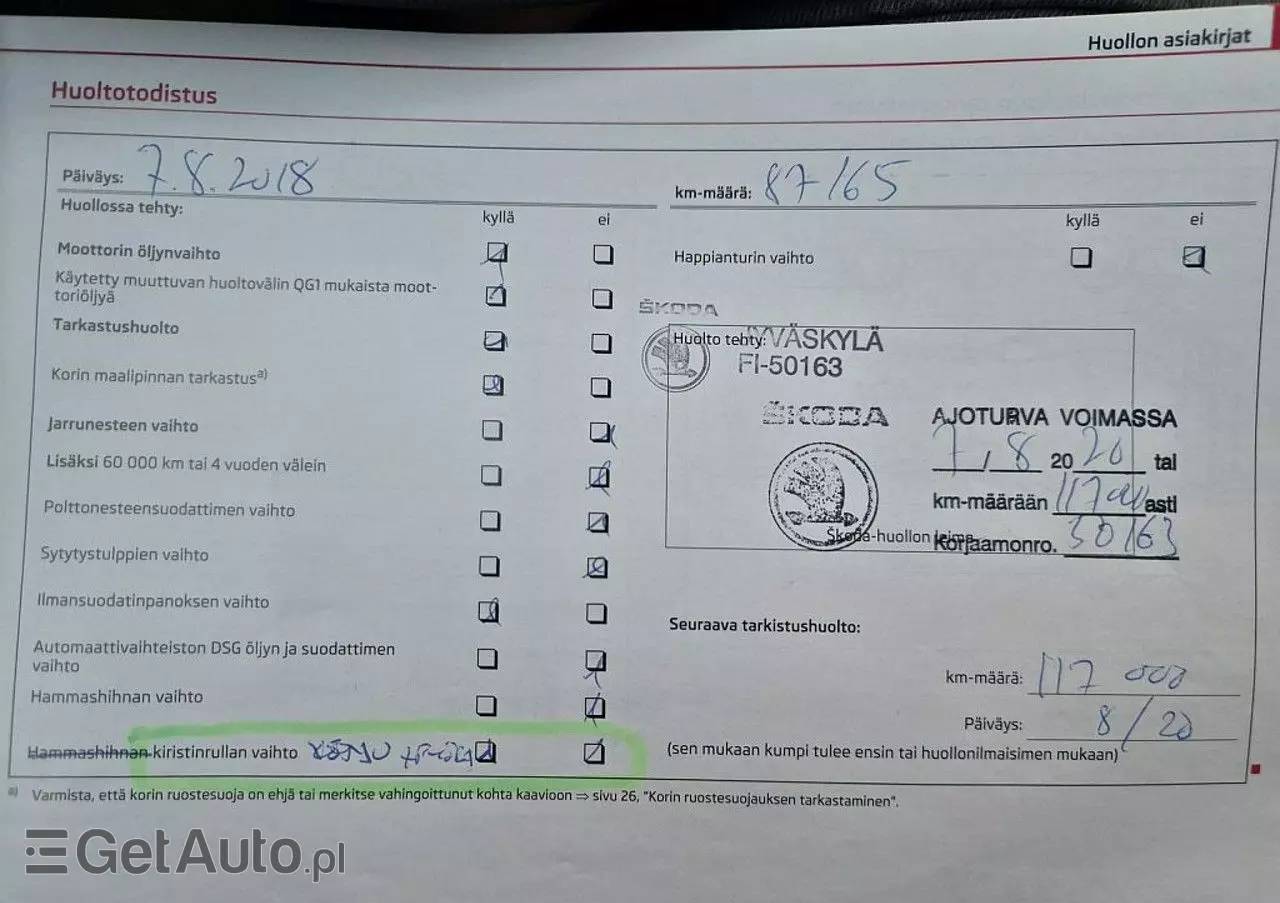 Huollon asiakirjat
Huoltotodistus
Päiväys: 7.8.2018
km-määrä: 87165
Huollossa tehty:
kyllä ei
kyllä ei
Moottorin öljynvaihto
Happianturin vaihto
Käytetty muuttuvan huoltovälin QG1 mukaista moot-
toriöljyä
Tarkastushuolto
Korin maalipinnan tarkastus a)
Jarrunesteen vaihto
Lisäksi 60 000 km tai 4 vuoden välein
Polttonesteensuodattimen vaihto
Sytytystulppien vaihto
Ilmansuodatinpanoksen vaihto
Automaattivaihteiston DSG öljyn ja suodattimen
vaihto
Hammashihnan vaihto
Hammashihnan kiristinrullan vaihto
ŠKODA
Huolto tehty: YVÄSKYLÄ
FI-50163
ŠKODA
AJOTURVA VOIMASSA
7/8 2020 tai
km-määrään 117000 asti
Škoda-huollon leima
Korjaamonro. 50163
Seuraava tarkistushuolto:
km-määrä: 117 000
Päiväys: 8/20
(sen mukaan kumpi tulee ensin tai huollonilmaisimen mukaan)
a) Varmista, että korin ruostesuoja on ehjä tai merkitse vahingoittunut kohta kaavioon ⇒ sivu 26, "Korin ruostesuojauksen tarkastaminen".
GetAuto.pl